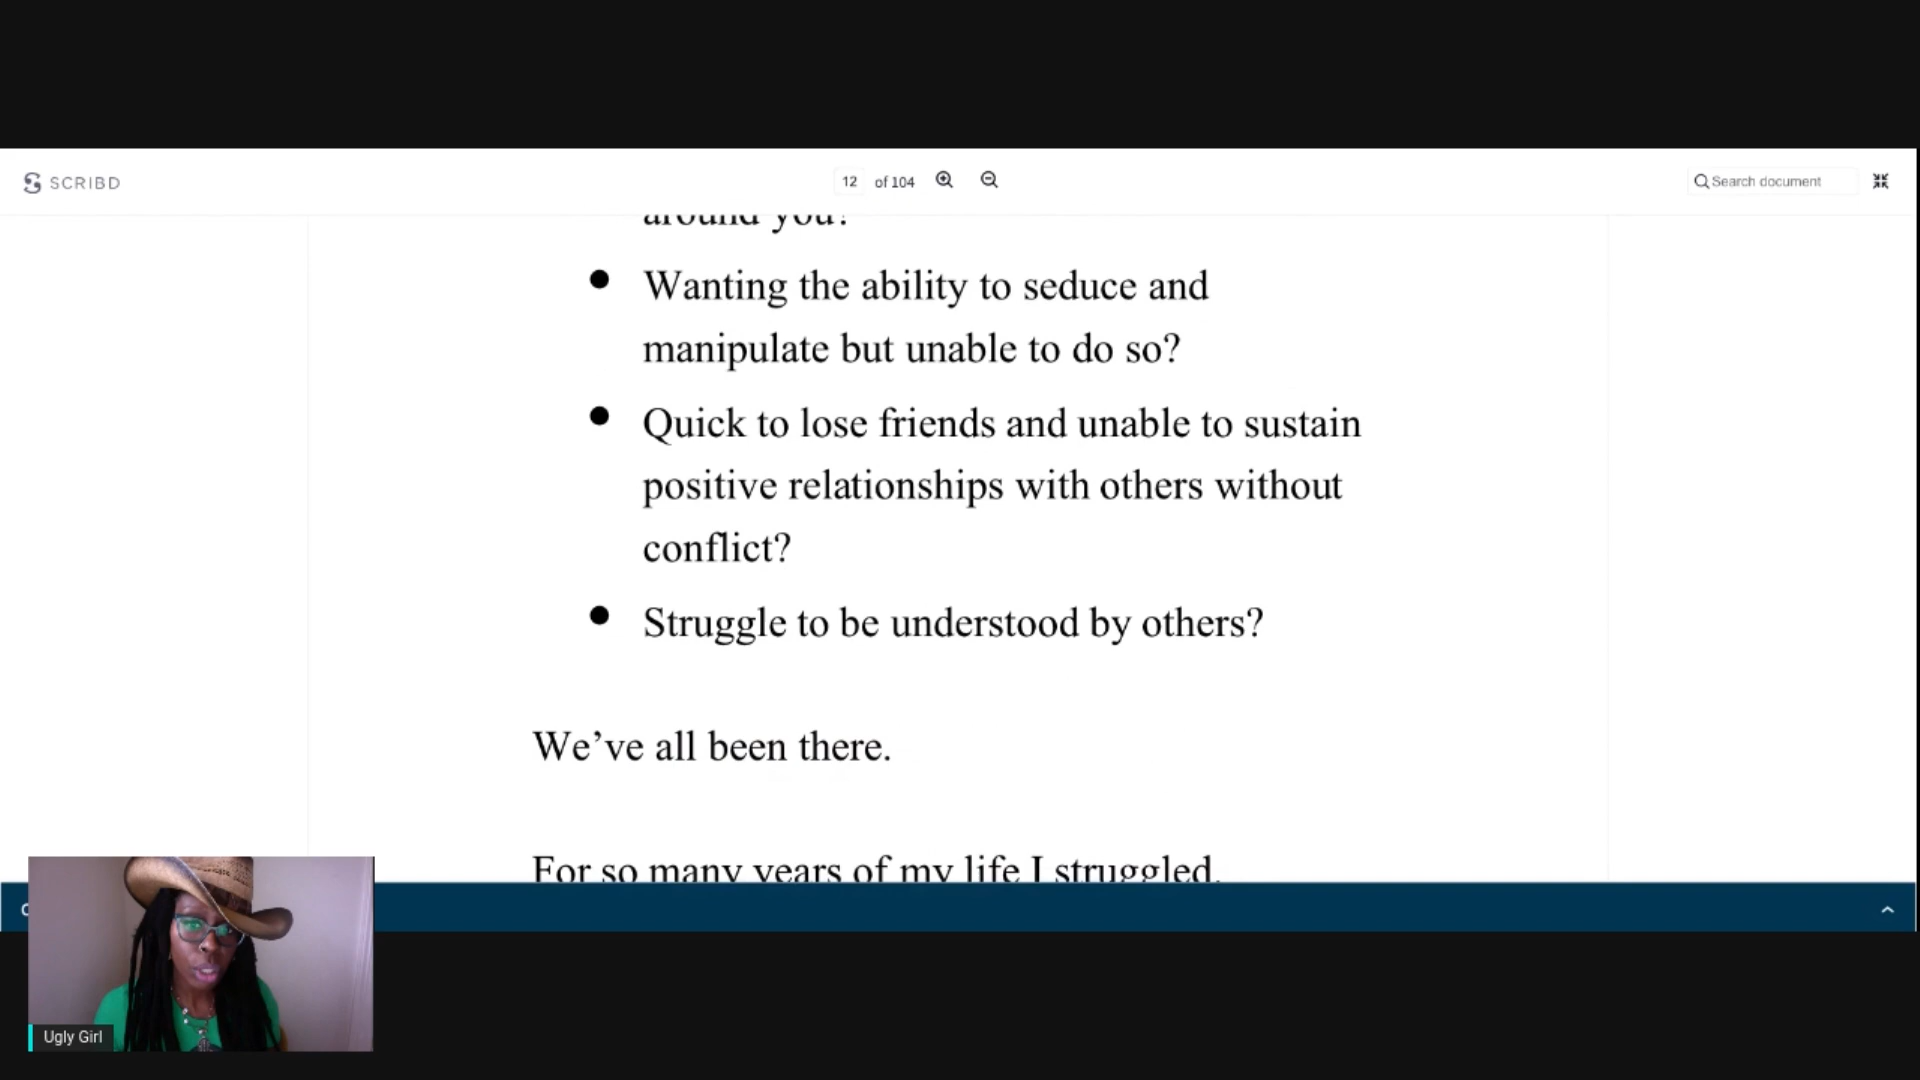 SCRIBD
12 of 104
Search document
around you?
● Wanting the ability to seduce and
manipulate but unable to do so?
● Quick to lose friends and unable to sustain
positive relationships with others without
conflict?
● Struggle to be understood by others?
We’ve all been there.
For so many years of my life I struggled.
Ugly Girl